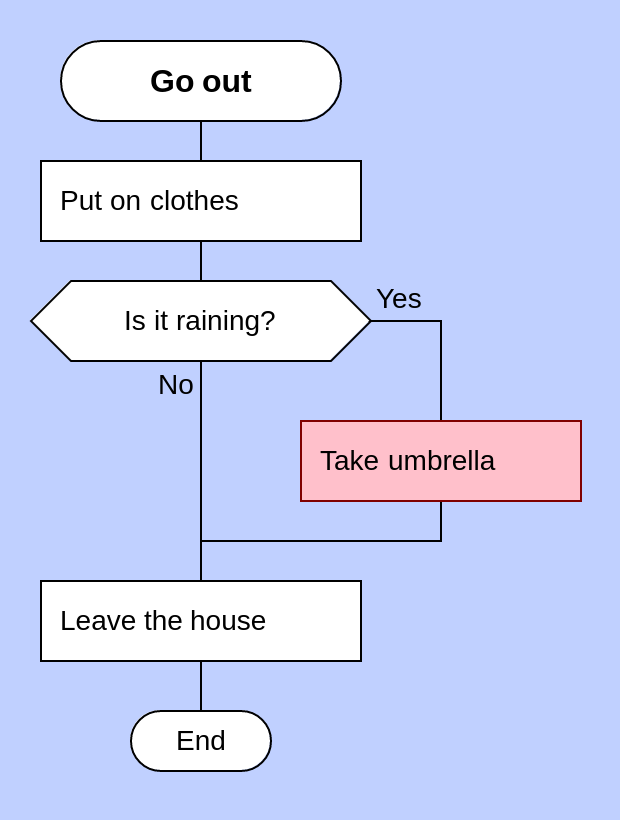 Go out
Put on clothes
Is it raining?
Yes
No
Take umbrella
Leave the house
End